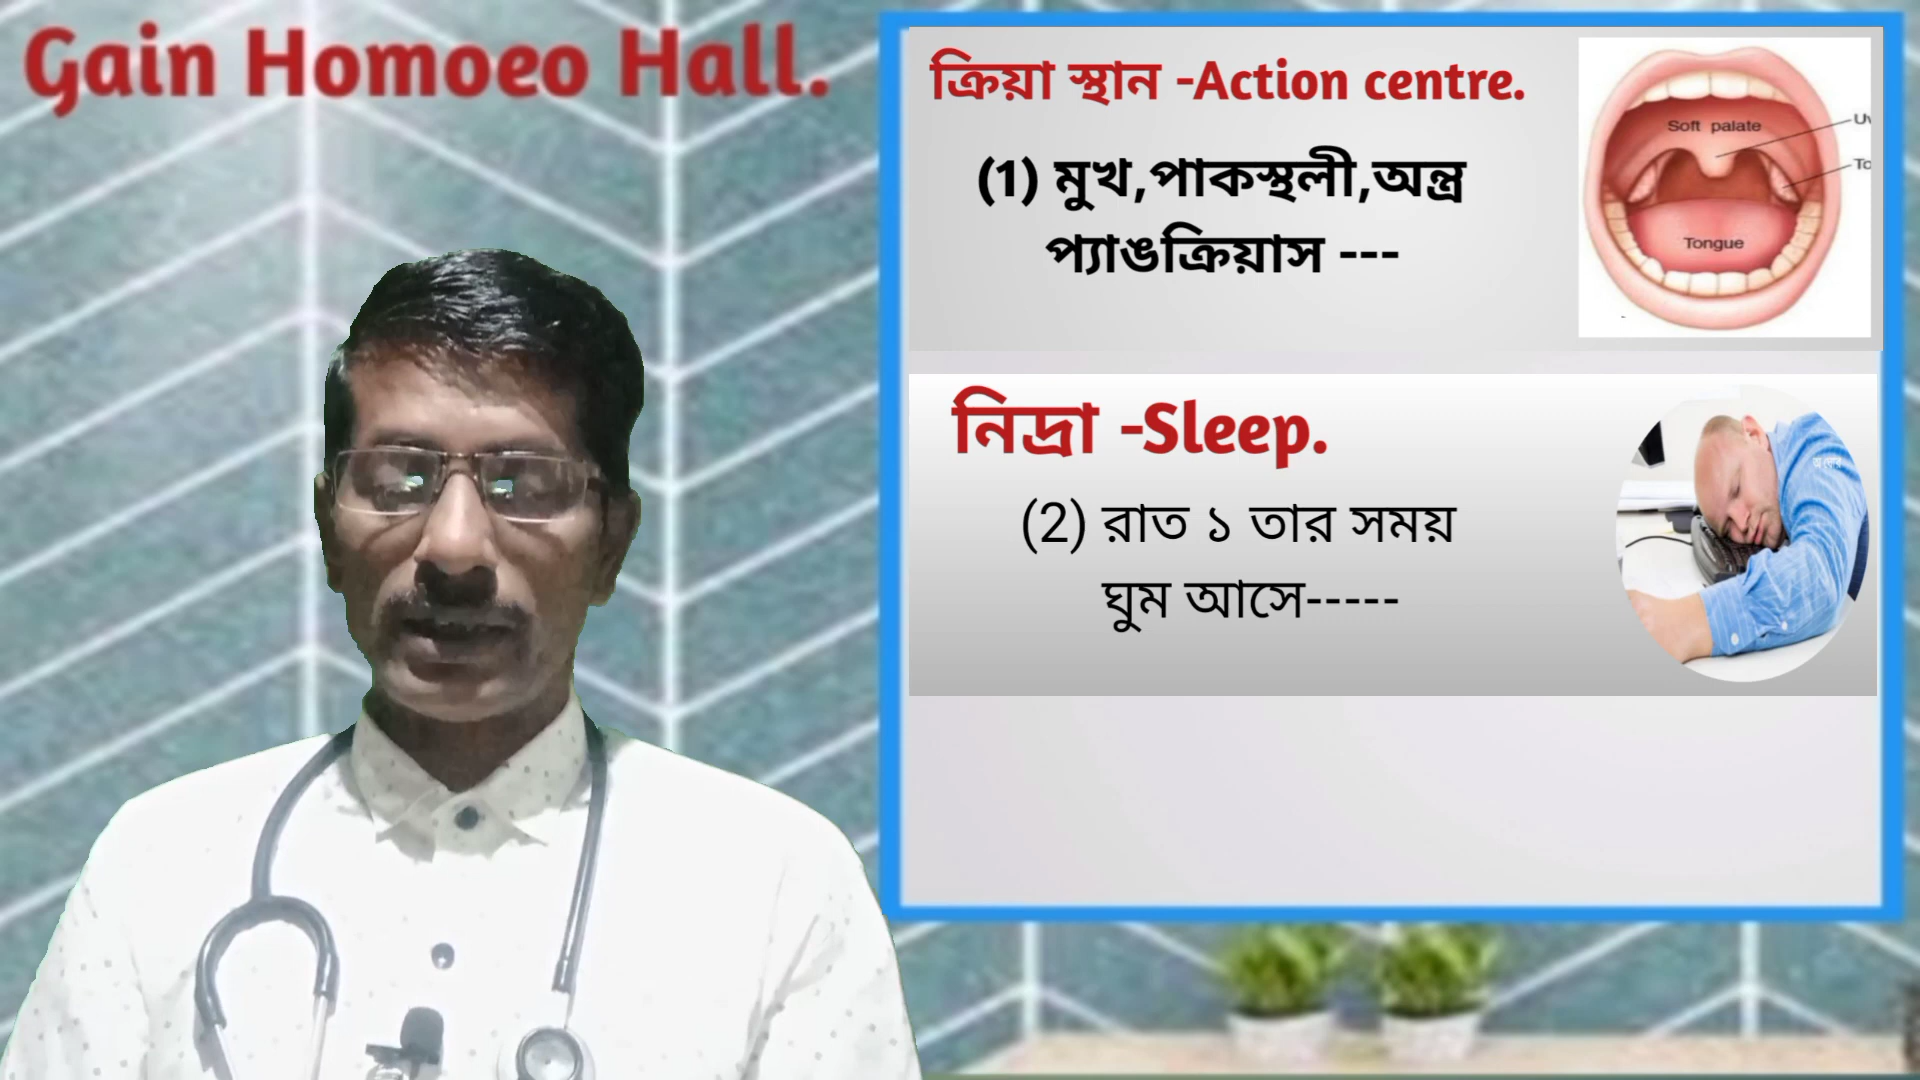 Gain Homoeo Hall.
ক্রিয়া স্থান -Action centre.
(1) মুখ,পাকস্থলী,অন্ত্র
প্যাঙক্রিয়াস ---
Soft palate
Tongue
নিদ্রা -Sleep.
(2) রাত ১ তার সময়
ঘুম আসে-----